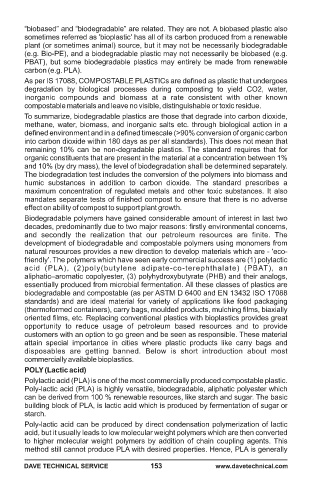 "biobased" and "biodegradable" are related. They are not. A biobased plastic also
sometimes referred as 'bioplastic' has all of its carbon produced from a renewable
plant (or sometimes animal) source, but it may not be necessarily biodegradable
(e.g. Bio-PE), and a biodegradable plastic may not necessarily be biobased (e.g.
PBAT), but some biodegradable plastics may entirely be made from renewable
carbon (e.g. PLA).
As per IS 17088, COMPOSTABLE PLASTICs are defined as plastic that undergoes
degradation by biological processes during composting to yield CO2, water,
inorganic compounds and biomass at a rate consistent with other known
compostable materials and leave no visible, distinguishable or toxic residue.
To summarize, biodegradable plastics are those that degrade into carbon dioxide,
methane, water, biomass, and inorganic salts etc. through biological action in a
defined environment and in a defined timescale (>90% conversion of organic carbon
into carbon dioxide within 180 days as per all standards). This does not mean that
remaining 10% can be non-degradable plastics. The standard requires that for
organic constituents that are present in the material at a concentration between 1%
and 10% (by dry mass), the level of biodegradation shall be determined separately.
The biodegradation test includes the conversion of the polymers into biomass and
humic substances in addition to carbon dioxide. The standard prescribes a
maximum concentration of regulated metals and other toxic substances. It also
mandates separate tests of finished compost to ensure that there is no adverse
effect on ability of compost to support plant growth.
Biodegradable polymers have gained considerable amount of interest in last two
decades, predominantly due to two major reasons: firstly environmental concerns,
and secondly the realization that our petroleum resources are finite. The
development of biodegradable and compostable polymers using monomers from
natural resources provides a new direction to develop materials which are - 'eco-
friendly'. The polymers which have seen early commercial success are (1) polylactic
acid (PLA), (2)poly(butylene adipate-co-terephthalate) (PBAT), an
aliphatic-aromatic copolyester, (3) polyhydroxybutyrate (PHB) and their analogs,
essentially produced from microbial fermentation. All these classes of plastics are
biodegradable and compostable (as per ASTM D 6400 and EN 13432 ISO 17088
standards) and are ideal material for variety of applications like food packaging
(thermoformed containers), carry bags, moulded products, mulching films, biaxially
oriented films, etc. Replacing conventional plastics with bioplastics provides great
opportunity to reduce usage of petroleum based resources and to provide
customers with an option to go green and be seen as responsible. These material
attain special importance in cities where plastic products like carry bags and
disposables are getting banned. Below is short introduction about most
commercially available bioplastics.
POLY (Lactic acid)
Polylactic acid (PLA) is one of the most commercially produced compostable plastic.
Poly-lactic acid (PLA) is highly versatile, biodegradable, aliphatic polyester which
can be derived from 100 % renewable resources, like starch and sugar. The basic
building block of PLA, is lactic acid which is produced by fermentation of sugar or
starch.
Poly-lactic acid can be produced by direct condensation polymerization of lactic
acid, but it usually leads to low molecular weight polymers which are then converted
to higher molecular weight polymers by addition of chain coupling agents. This
method still cannot produce PLA with desired properties. Hence, PLA is generally
DAVE TECHNICAL SERVICE 153 www.davetechnical.com